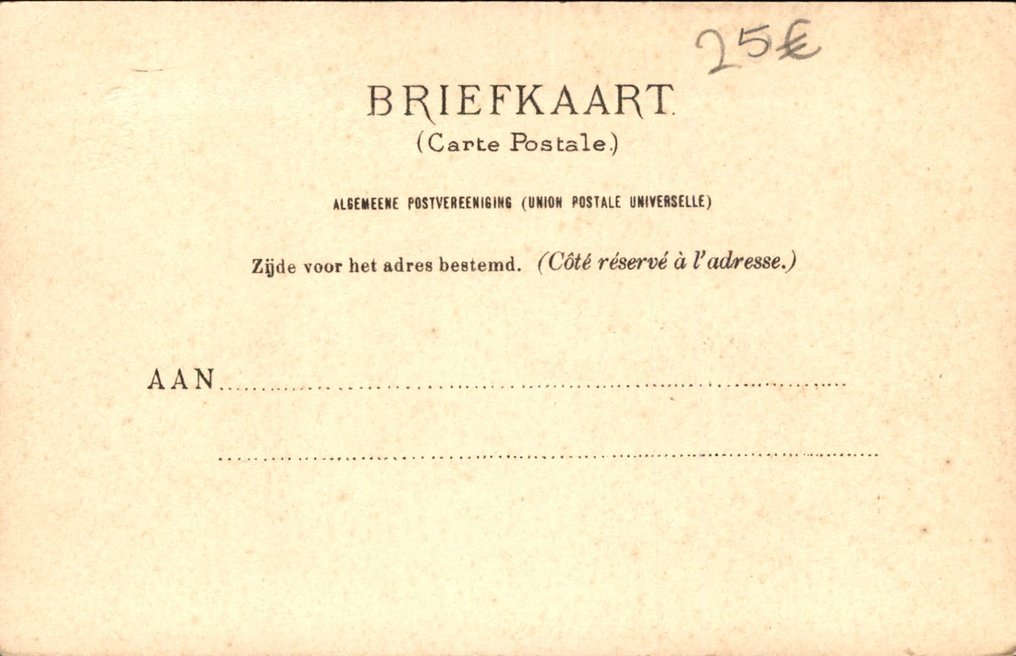 25€
BRIEFKAART.
(Carte Postale.)
ALGEMEENE POSTVEREENIGING (UNION POSTALE UNIVERSELLE)
Zijde voor het adres bestemd. (Côté réservé à l'adresse.)
AAN